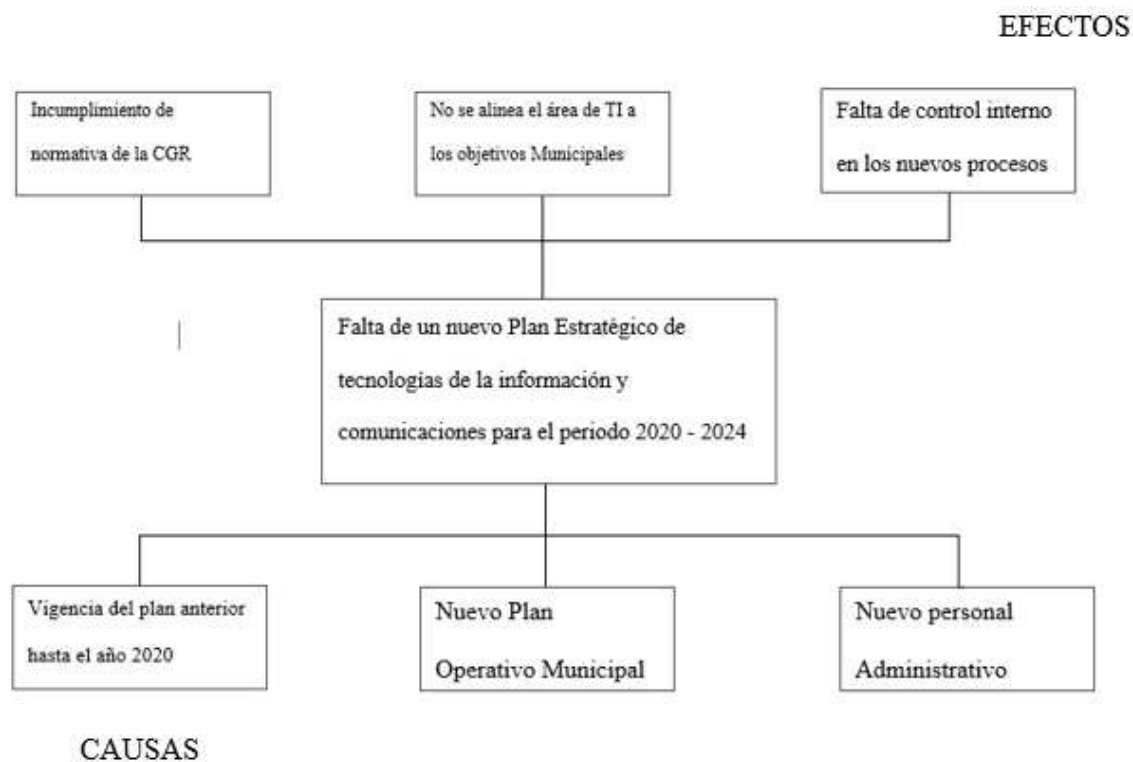 EFECTOS
Incumplimiento de
normativa de la CGR
No se alinea el área de TI a
los objetivos Municipales
Falta de control interno
en los nuevos procesos
Falta de un nuevo Plan Estratégico de
tecnologías de la información y
comunicaciones para el periodo 2020 - 2024
Vigencia del plan anterior
hasta el año 2020
Nuevo Plan
Operativo Municipal
Nuevo personal
Administrativo
CAUSAS